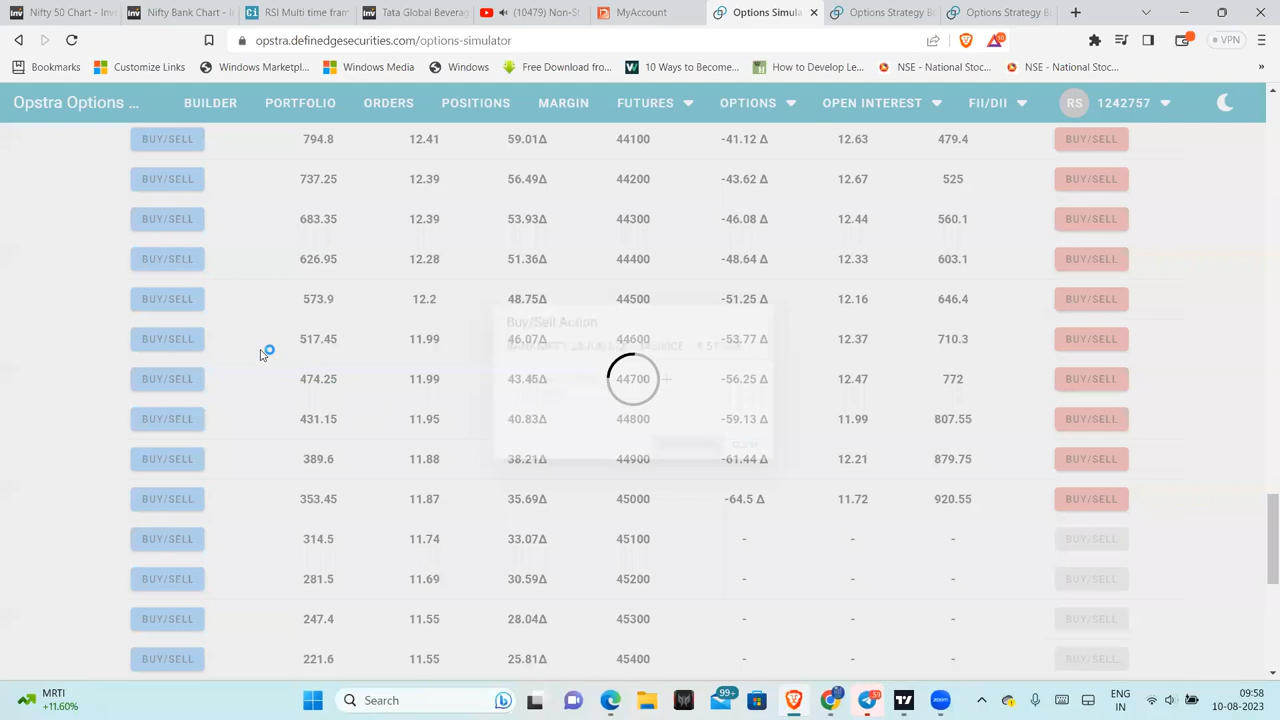 Nifty 50 Chart - In
Nifty Bank Chart - I
RSI Multi time fram
Tata Global Beverag
(10479) Non-St
MyAccount
Options Simula
Options Strategy B
Options Strategy B
opstra.definedgesecurities.com/options-simulator
VPN
Bookmarks
Customize Links
Windows Marketpl...
Windows Media
Windows
Free Download fro...
10 Ways to Become...
How to Develop Le...
NSE - National Stoc...
NSE - National Stoc...
Opstra Options ...
BUILDER
PORTFOLIO
ORDERS
POSITIONS
MARGIN
FUTURES
OPTIONS
OPEN INTEREST
FII/DII
RS
1242757
BUY/SELL 794.8 12.41 59.01Δ 44100 -41.12 Δ 12.63 479.4 BUY/SELL
BUY/SELL 737.25 12.39 56.49Δ 44200 -43.62 Δ 12.67 525 BUY/SELL
BUY/SELL 683.35 12.39 53.93Δ 44300 -46.08 Δ 12.44 560.1 BUY/SELL
BUY/SELL 626.95 12.28 51.36Δ 44400 -48.64 Δ 12.33 603.1 BUY/SELL
BUY/SELL 573.9 12.2 48.75Δ 44500 -51.25 Δ 12.16 646.4 BUY/SELL
Buy/Sell Action
BUY/SELL 517.45 11.99 46.07Δ 44600 -53.77 Δ 12.37 710.3 BUY/SELL
BUY/SELL 474.25 11.99 43.45Δ 44700 -56.25 Δ 12.47 772 BUY/SELL
BUY/SELL 431.15 11.95 40.83Δ 44800 -59.13 Δ 11.99 807.55 BUY/SELL
BUY/SELL 389.6 11.88 38.21Δ 44900 -61.44 Δ 12.21 879.75 BUY/SELL
BUY/SELL 353.45 11.87 35.69Δ 45000 -64.5 Δ 11.72 920.55 BUY/SELL
BUY/SELL 314.5 11.74 33.07Δ 45100 - - - BUY/SELL
BUY/SELL 281.5 11.69 30.59Δ 45200 - - - BUY/SELL
BUY/SELL 247.4 11.55 28.04Δ 45300 - - - BUY/SELL
BUY/SELL 221.6 11.55 25.81Δ 45400 - - - BUY/SELL
MRTI
+1.60%
Search
99+
ENG
IN
09:58
10-08-2023